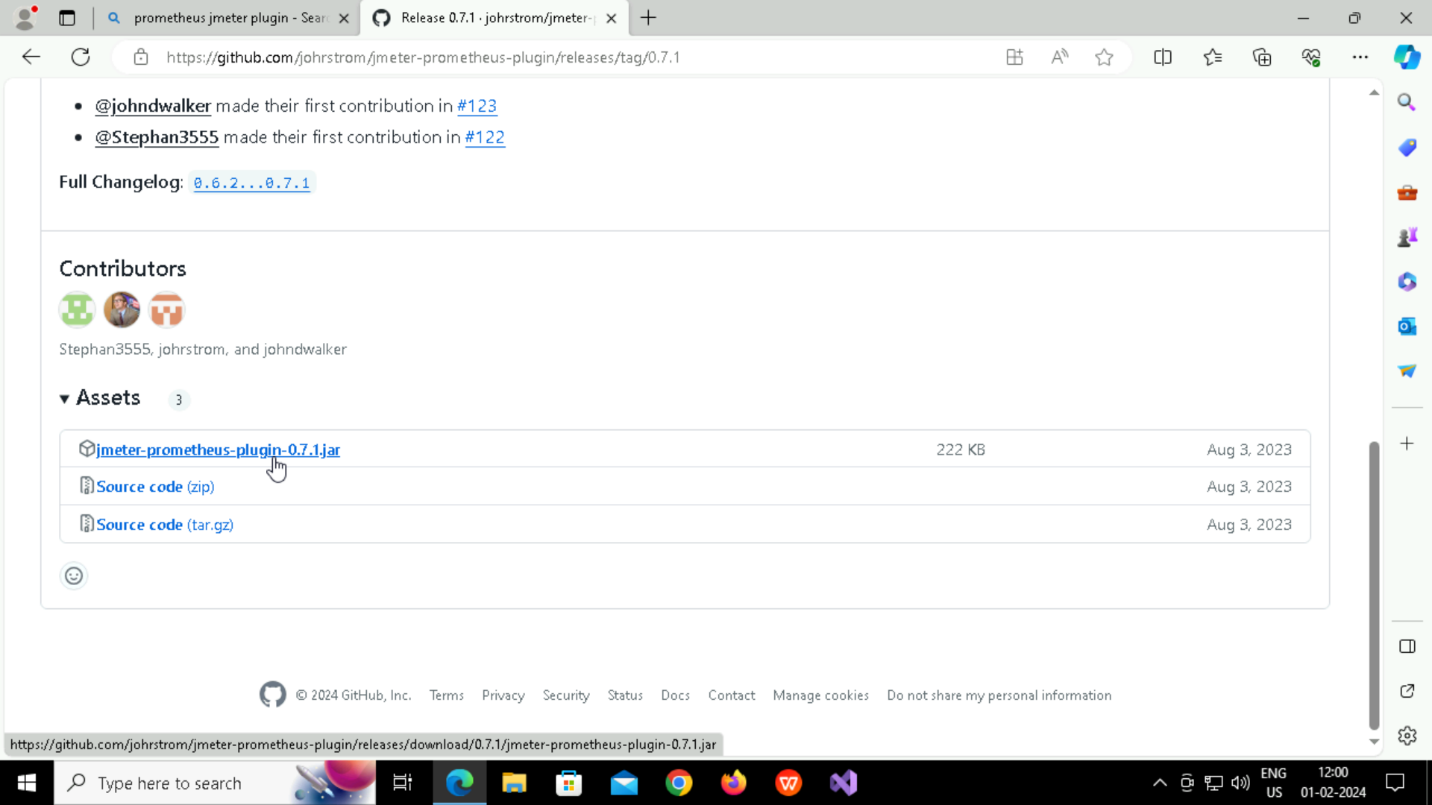 prometheus jmeter plugin - Sear
Release 0.7.1 · johrstrom/jmeter-
https://github.com/johrstrom/jmeter-prometheus-plugin/releases/tag/0.7.1
@johndwalker made their first contribution in #123
@Stephan3555 made their first contribution in #122
Full Changelog: 0.6.2...0.7.1
Contributors
Stephan3555, johrstrom, and johndwalker
Assets 3
jmeter-prometheus-plugin-0.7.1.jar 222 KB Aug 3, 2023
Source code (zip) Aug 3, 2023
Source code (tar.gz) Aug 3, 2023
© 2024 GitHub, Inc. Terms Privacy Security Status Docs Contact Manage cookies Do not share my personal information
https://github.com/johrstrom/jmeter-prometheus-plugin/releases/download/0.7.1/jmeter-prometheus-plugin-0.7.1.jar
Type here to search
ENG 12:00
US 01-02-2024